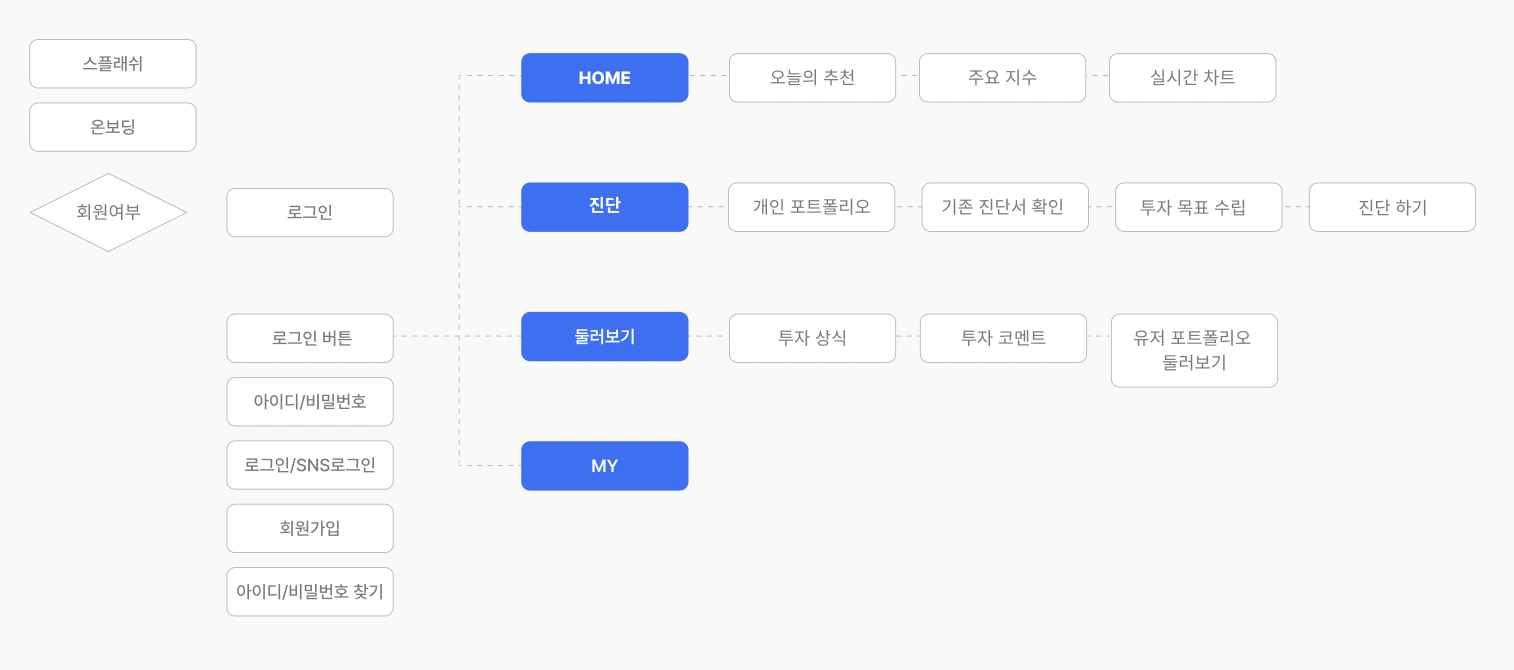 스플래쉬
온보딩
회원여부
로그인
로그인 버튼
아이디/비밀번호
로그인/SNS로그인
회원가입
아이디/비밀번호 찾기
HOME
오늘의 추천
주요 지수
실시간 차트
진단
개인 포트폴리오
기존 진단서 확인
투자 목표 수립
진단 하기
둘러보기
투자 상식
투자 코멘트
유저 포트폴리오
둘러보기
MY